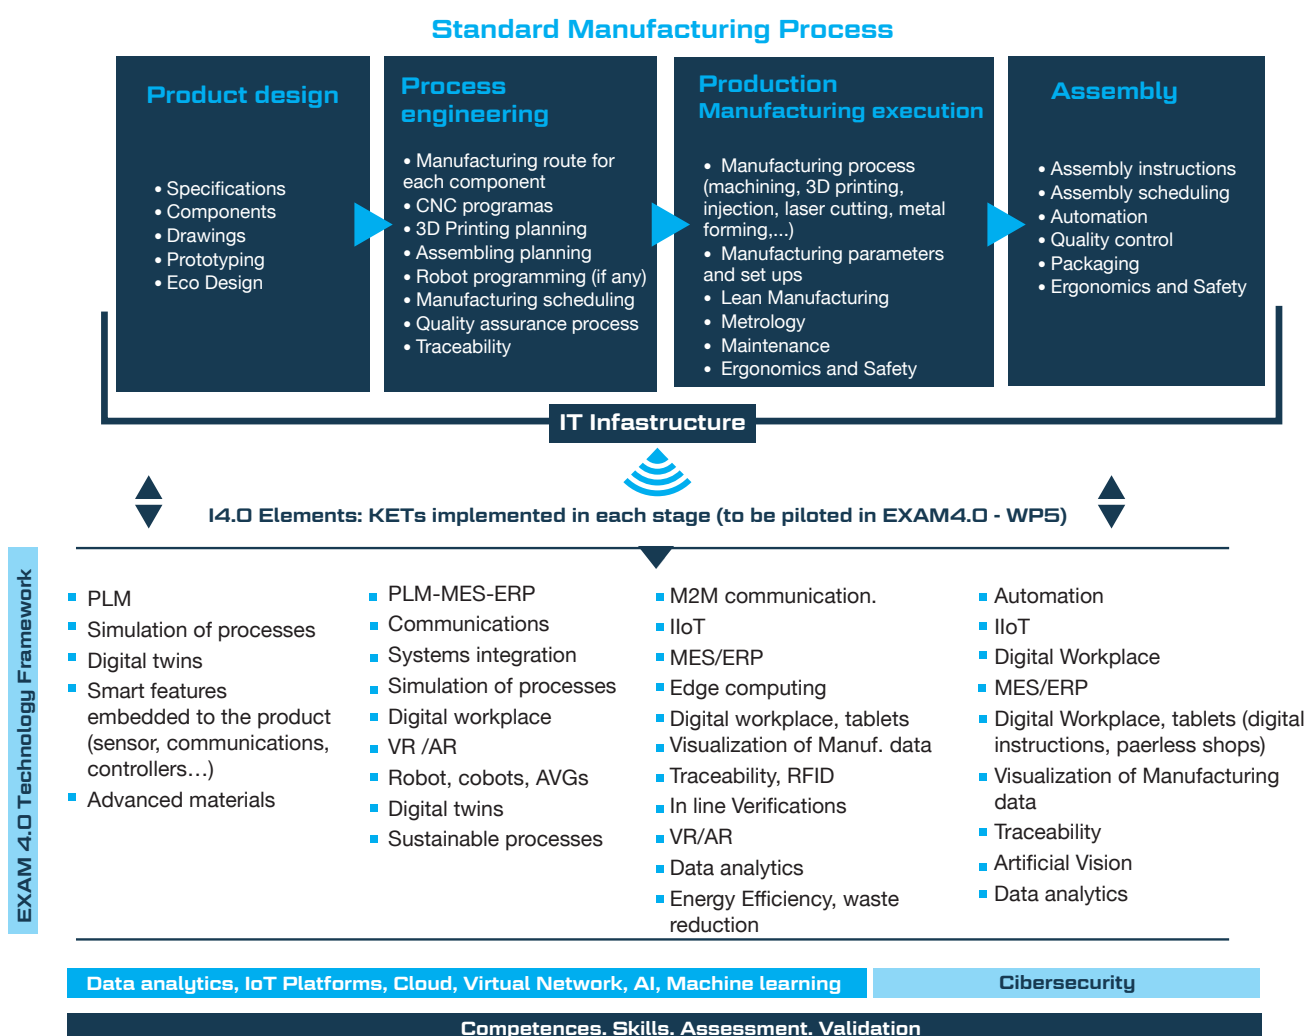 Standard Manufacturing Process
Product design
• Specifications
• Components
• Drawings
• Prototyping
• Eco Design
Process
engineering
• Manufacturing route for
each component
• CNC programas
• 3D Printing planning
• Assembling planning
• Robot programming (if any)
• Manufacturing scheduling
• Quality assurance process
• Traceability
Production
Manufacturing execution
• Manufacturing process
(machining, 3D printing,
injection, laser cutting, metal
forming,...)
• Manufacturing parameters
and set ups
• Lean Manufacturing
• Metrology
• Maintenance
• Ergonomics and Safety
Assembly
• Assembly instructions
• Assembly scheduling
• Automation
• Quality control
• Packaging
• Ergonomics and Safety
IT Infastructure
I4.0 Elements: KETs implemented in each stage (to be piloted in EXAM4.0 - WP5)
EXAM 4.0 Technology Framework
PLM
Simulation of processes
Digital twins
Smart features
embedded to the product
(sensor, communications,
controllers…)
Advanced materials
PLM-MES-ERP
Communications
Systems integration
Simulation of processes
Digital workplace
VR /AR
Robot, cobots, AVGs
Digital twins
Sustainable processes
M2M communication.
IIoT
MES/ERP
Edge computing
Digital workplace, tablets
Visualization of Manuf. data
Traceability, RFID
In line Verifications
VR/AR
Data analytics
Energy Efficiency, waste
reduction
Automation
IIoT
Digital Workplace
MES/ERP
Digital Workplace, tablets (digital
instructions, paerless shops)
Visualization of Manufacturing
data
Traceability
Artificial Vision
Data analytics
Data analytics, IoT Platforms, Cloud, Virtual Network, AI, Machine learning
Cibersecurity
Competences, Skills, Assessment, Validation